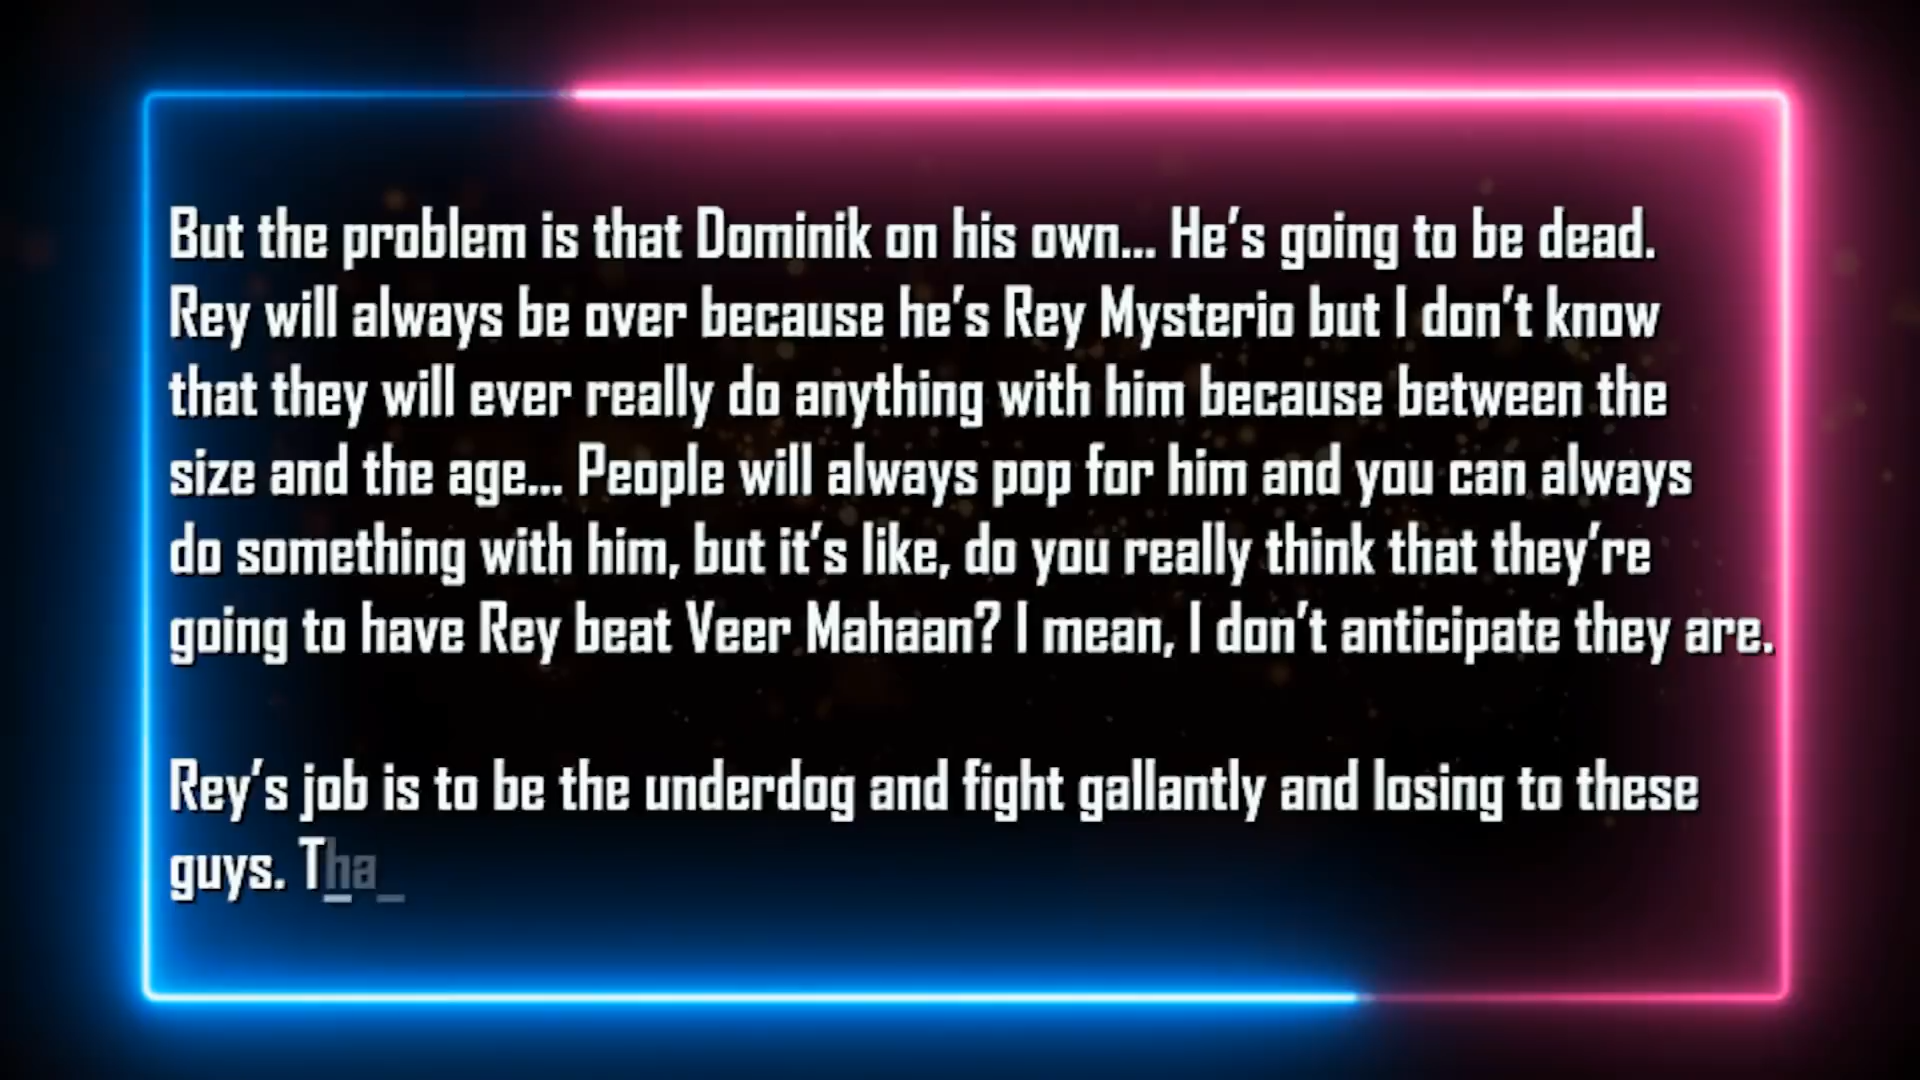 But the problem is that Dominik on his own... He's going to be dead.
Rey will always be over because he's Rey Mysterio but I don't know
that they will ever really do anything with him because between the
size and the age... People will always pop for him and you can always
do something with him, but it's like, do you really think that they're
going to have Rey beat Veer Mahaan? I mean, I don't anticipate they are.
Rey's job is to be the underdog and fight gallantly and losing to these
guys. Tha_